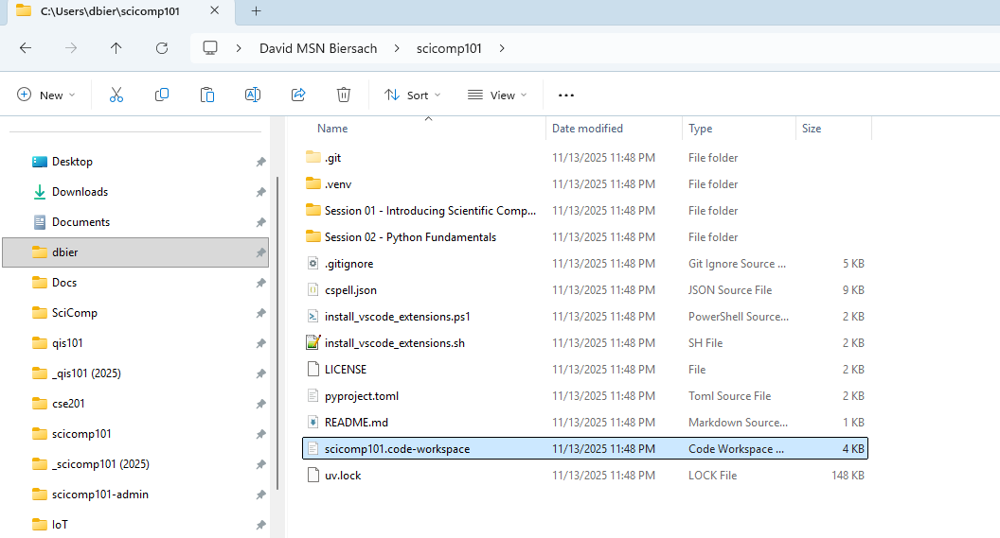 C:\Users\dbier\scicomp101
David MSN Biersach
scicomp101
New
Sort
View
Desktop
Downloads
Documents
dbier
Docs
SciComp
qis101
_qis101 (2025)
cse201
scicomp101
_scicomp101 (2025)
scicomp101-admin
IoT
Name Date modified Type Size
.git 11/13/2025 11:48 PM File folder
.venv 11/13/2025 11:48 PM File folder
Session 01 - Introducing Scientific Comp... 11/13/2025 11:48 PM File folder
Session 02 - Python Fundamentals 11/13/2025 11:48 PM File folder
.gitignore 11/13/2025 11:48 PM Git Ignore Source ... 5 KB
cspell.json 11/13/2025 11:48 PM JSON Source File 9 KB
install_vscode_extensions.ps1 11/13/2025 11:48 PM PowerShell Source... 2 KB
install_vscode_extensions.sh 11/13/2025 11:48 PM SH File 2 KB
LICENSE 11/13/2025 11:48 PM File 2 KB
pyproject.toml 11/13/2025 11:48 PM Toml Source File 2 KB
README.md 11/13/2025 11:48 PM Markdown Source... 1 KB
scicomp101.code-workspace 11/13/2025 11:48 PM Code Workspace ... 4 KB
uv.lock 11/13/2025 11:48 PM LOCK File 148 KB